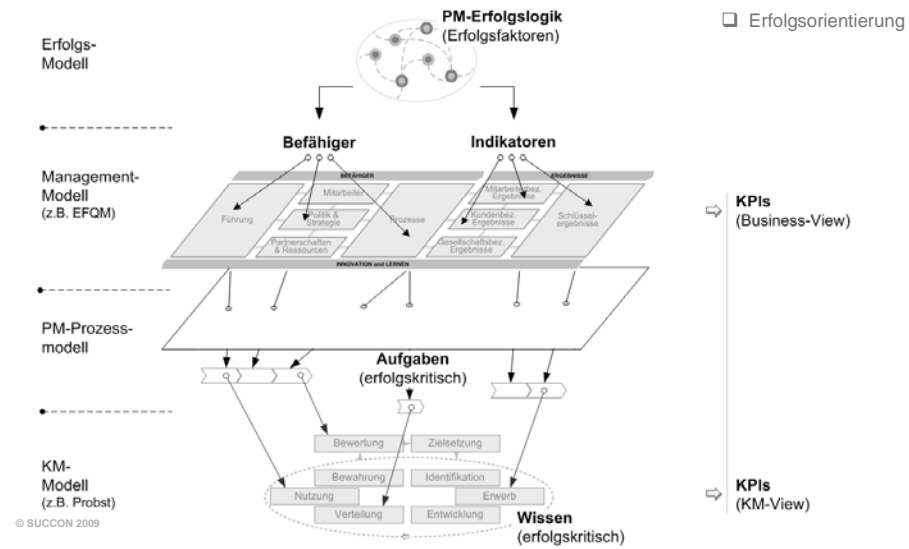 PM-Erfolgslogik
(Erfolgsfaktoren)
❑ Erfolgsorientierung
Erfolgs-
Modell
Befähiger
Indikatoren
Management-
Modell
(z.B. EFQM)
BEFÄHIGER
ERGEBNISSE
Führung
Mitarbeiter
Politik &
Strategie
Partnerschaften
& Ressourcen
Prozesse
Mitarbeiterbez.
Ergebnisse
Kundenbez.
Ergebnisse
Gesellschaftsbez.
Ergebnisse
Schlüssel-
ergebnisse
INNOVATION und LERNEN
KPIs
(Business-View)
PM-Prozess-
modell
Aufgaben
(erfolgskritisch)
KM-
Modell
(z.B. Probst)
Bewertung
Zielsetzung
Bewahrung
Identifikation
Nutzung
Erwerb
Verteilung
Entwicklung
Wissen
(erfolgskritisch)
KPIs
(KM-View)
© SUCCON 2009